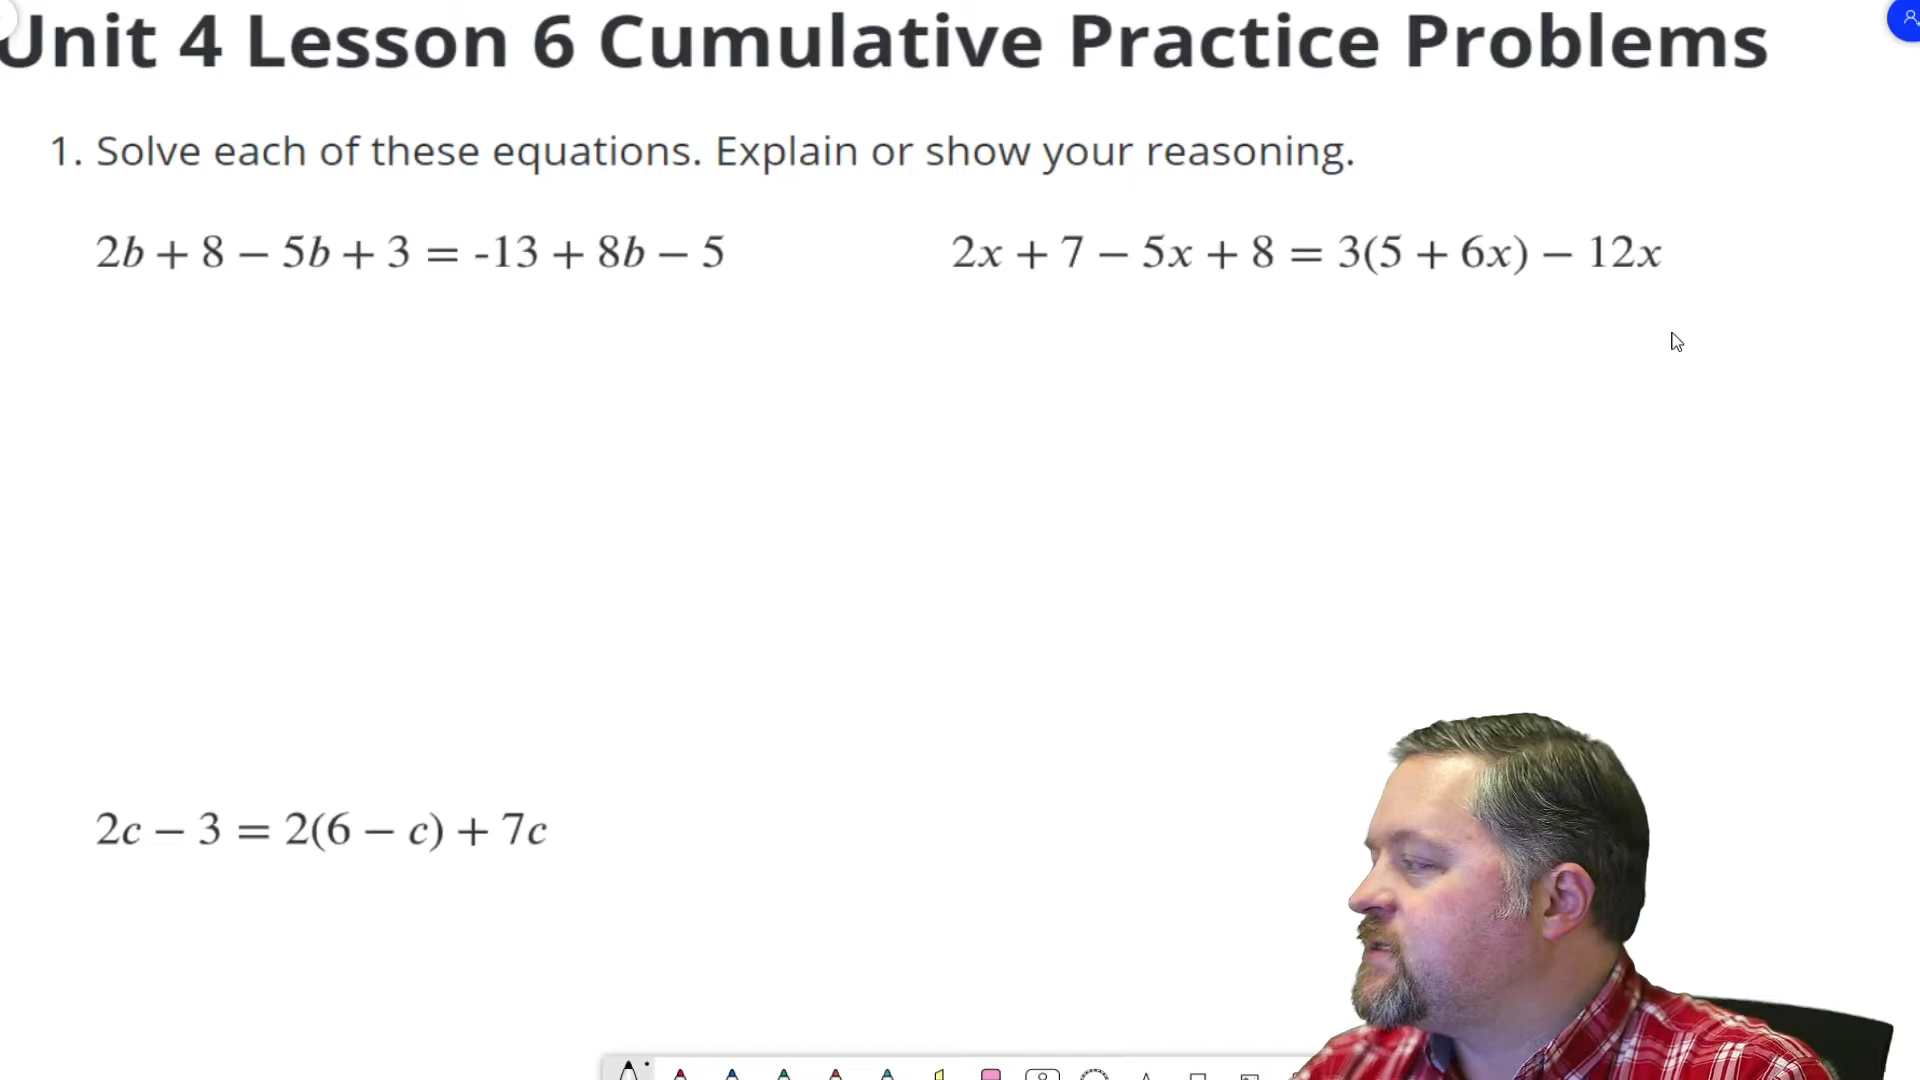 Unit 4 Lesson 6 Cumulative Practice Problems
1. Solve each of these equations. Explain or show your reasoning.
2b + 8 − 5b + 3 = -13 + 8b − 5
2x + 7 − 5x + 8 = 3(5 + 6x) − 12x
2c − 3 = 2(6 − c) + 7c